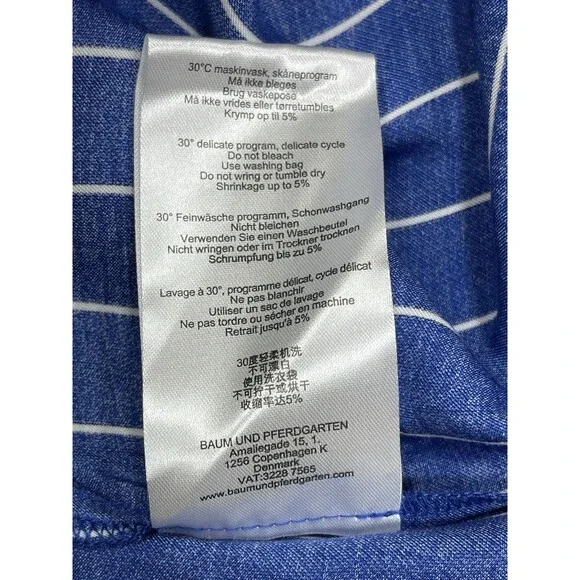 30°C maskinvask, skåneprogram
Må ikke bleges
Brug vaskepose
Må ikke vrides eller tørretumbles
Krymp op til 5%
30° delicate program, delicate cycle
Do not bleach
Use washing bag
Do not wring or tumble dry
Shrinkage up to 5%
30° Feinwäsche programm, Schonwashgang
Nicht bleichen
Verwenden Sie einen Waschbeutel
Nicht wringen oder im Trockner trocknen
Schrumpfung bis zu 5%
Lavage à 30°, programme délicat, cycle délicat
Ne pas blanchir
Utiliser un sac de lavage
Ne pas tordre ou sécher en machine
Retrait jusqu'à 5%
30度轻柔机洗
不可漂白
使用洗衣袋
不可拧干或烘干
收缩率达5%
BAUM UND PFERDGARTEN
Amaliegade 15, 1.
1256 Copenhagen K
Denmark
VAT:3228 7565
www.baumundpferdgarten.com